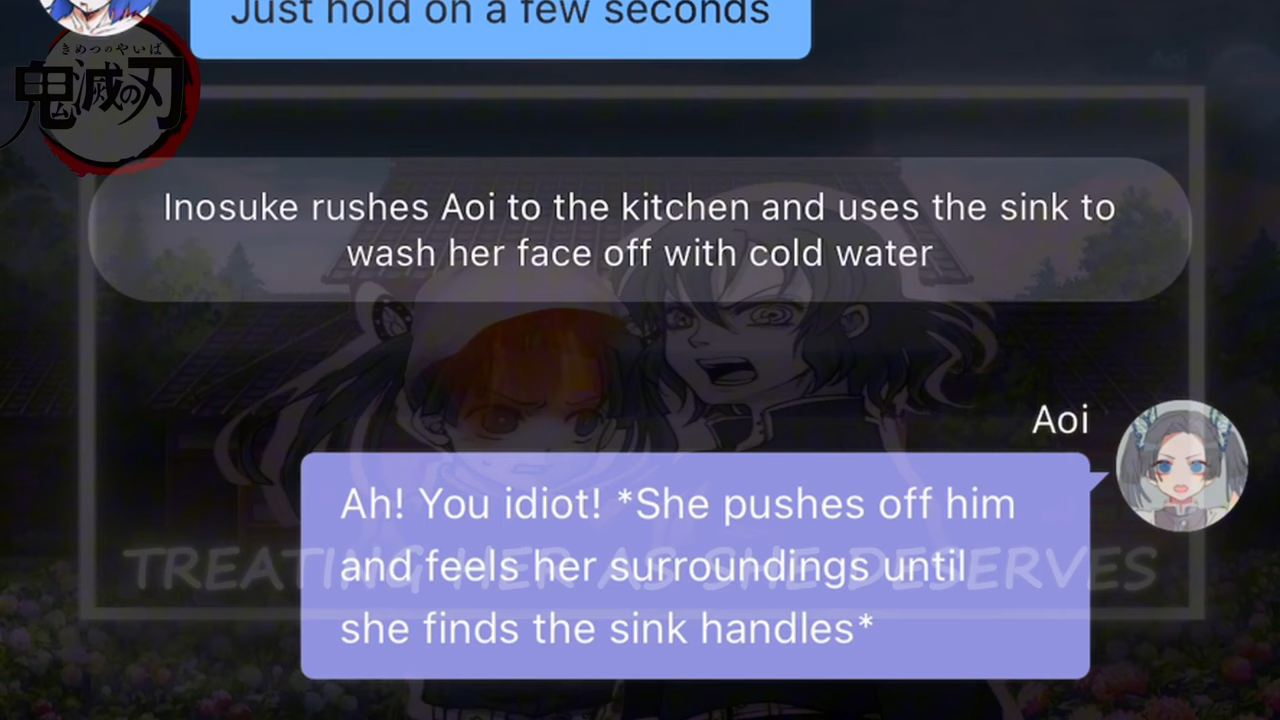 Just hold on a few seconds
きめつのやいば
鬼滅の刃
Aoi
Inosuke rushes Aoi to the kitchen and uses the sink to
wash her face off with cold water
Aoi
Ah! You idiot! *She pushes off him
and feels her surroundings until
she finds the sink handles*
TREATING HER AS SHE DESERVES